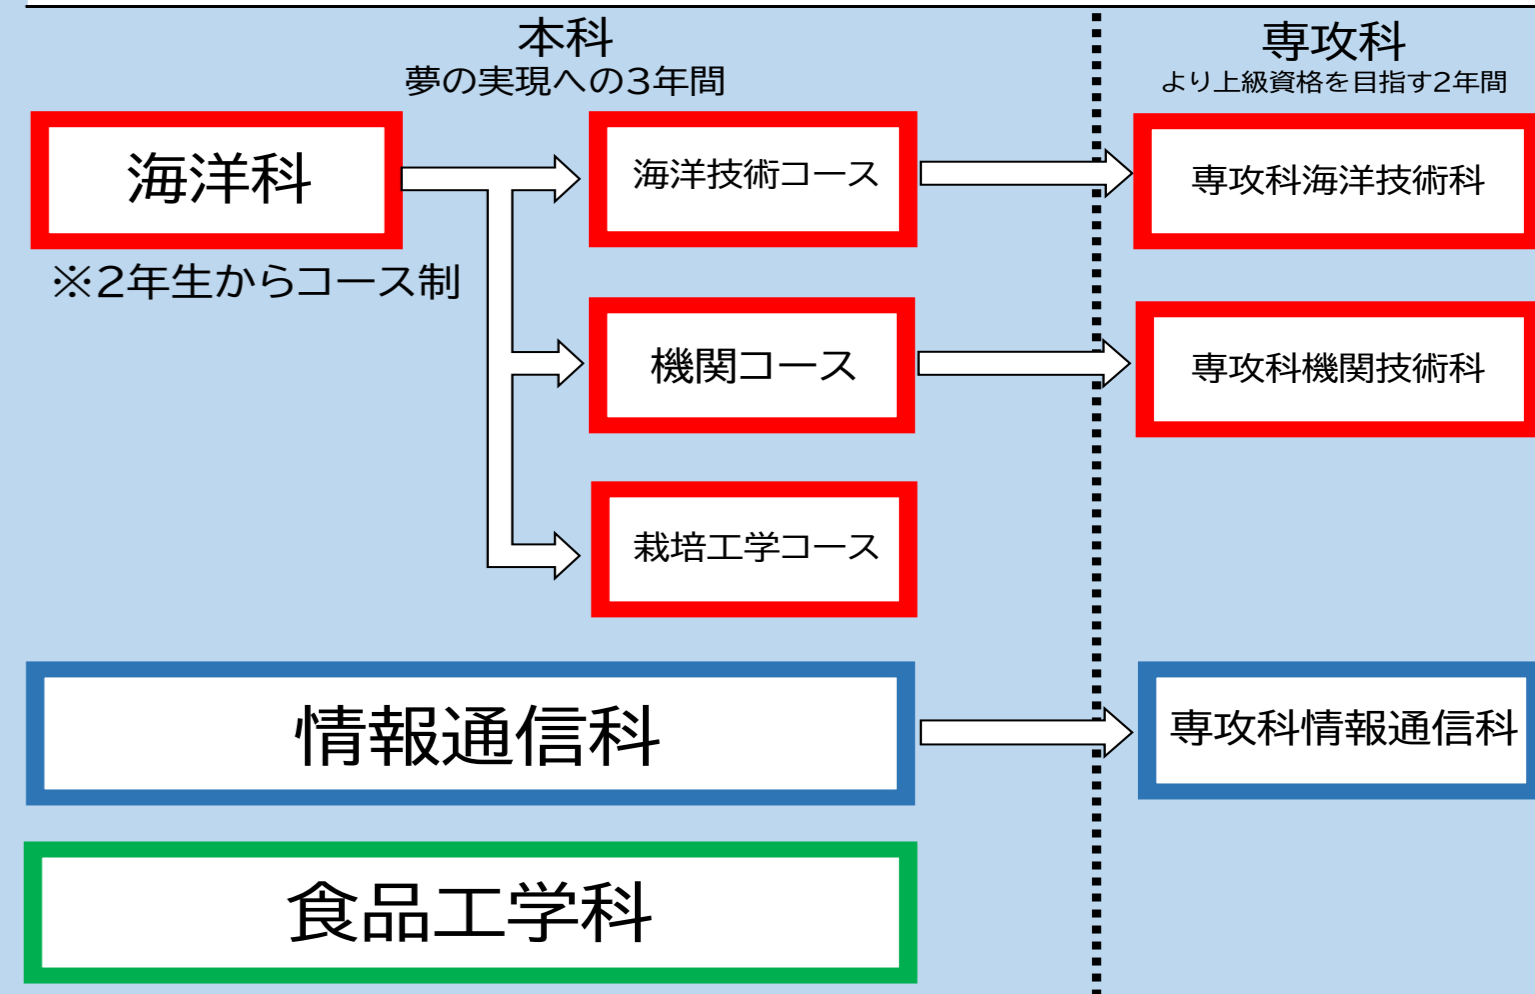 本科
夢の実現への3年間
専攻科
より上級資格を目指す2年間
海洋科
※2年生からコース制
海洋技術コース
専攻科海洋技術科
機関コース
専攻科機関技術科
栽培工学コース
情報通信科
専攻科情報通信科
食品工学科